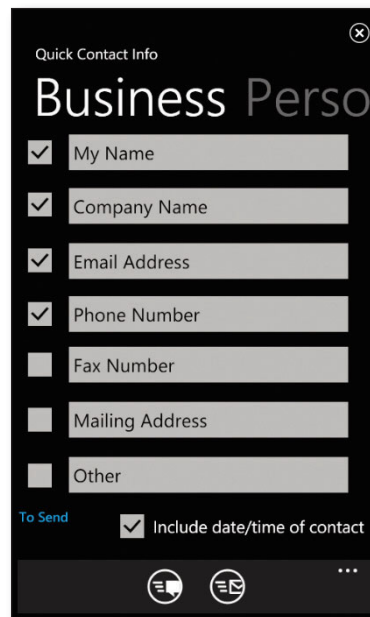 Quick Contact Info
Business Perso
My Name
Company Name
Email Address
Phone Number
Fax Number
Mailing Address
Other
To Send
Include date/time of contact